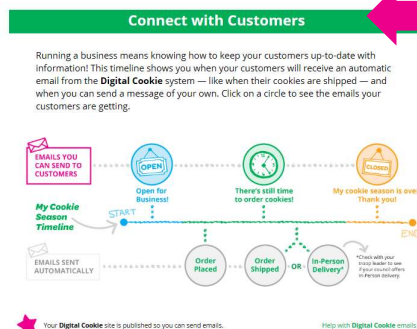 Connect with Customers
Running a business means knowing how to keep your customers up-to-date with
information! This timeline shows you when your customers will receive an automatic
email from the Digital Cookie system — like when their cookies are shipped — and
when you can send a message of your own. Click on a circle to see the emails your
customers are getting.
EMAILS YOU
CAN SEND TO
CUSTOMERS
OPEN
CLOSED
Open for
Business!
There's still time
to order cookies!
My cookie season is over
Thank you!
My Cookie
Season
Timeline
START
END
EMAILS SENT
AUTOMATICALLY
Order
Placed
Order
Shipped
OR
In-Person
Delivery*
*Check with your
troop leader to see
if your council offers
In-Person delivery.
Your Digital Cookie site is published so you can send emails.
Help with Digital Cookie emails